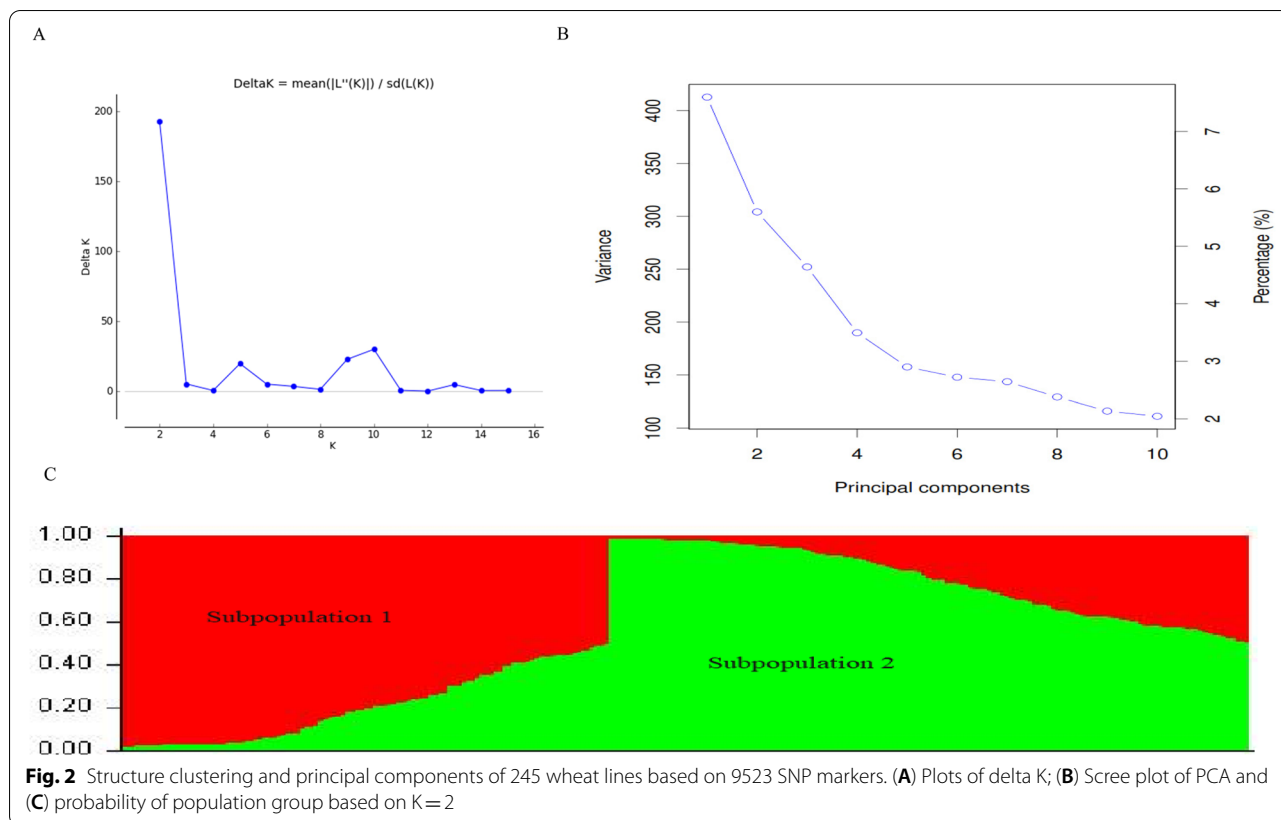 A
B
DeltaK = mean(|L''(K)|) / sd(L(K))
200
150
100
50
0
Delta K
2 4 6 8 10 12 14 16
K
400
350
300
250
200
150
100
Variance
7
6
5
4
3
2
Percentage (%)
2 4 6 8 10
Principal components
C
1.00
0.80
0.60
0.40
0.20
0.00
Subpopulation 1
Subpopulation 2
Fig. 2 Structure clustering and principal components of 245 wheat lines based on 9523 SNP markers. (A) Plots of delta K; (B) Scree plot of PCA and
(C) probability of population group based on K = 2